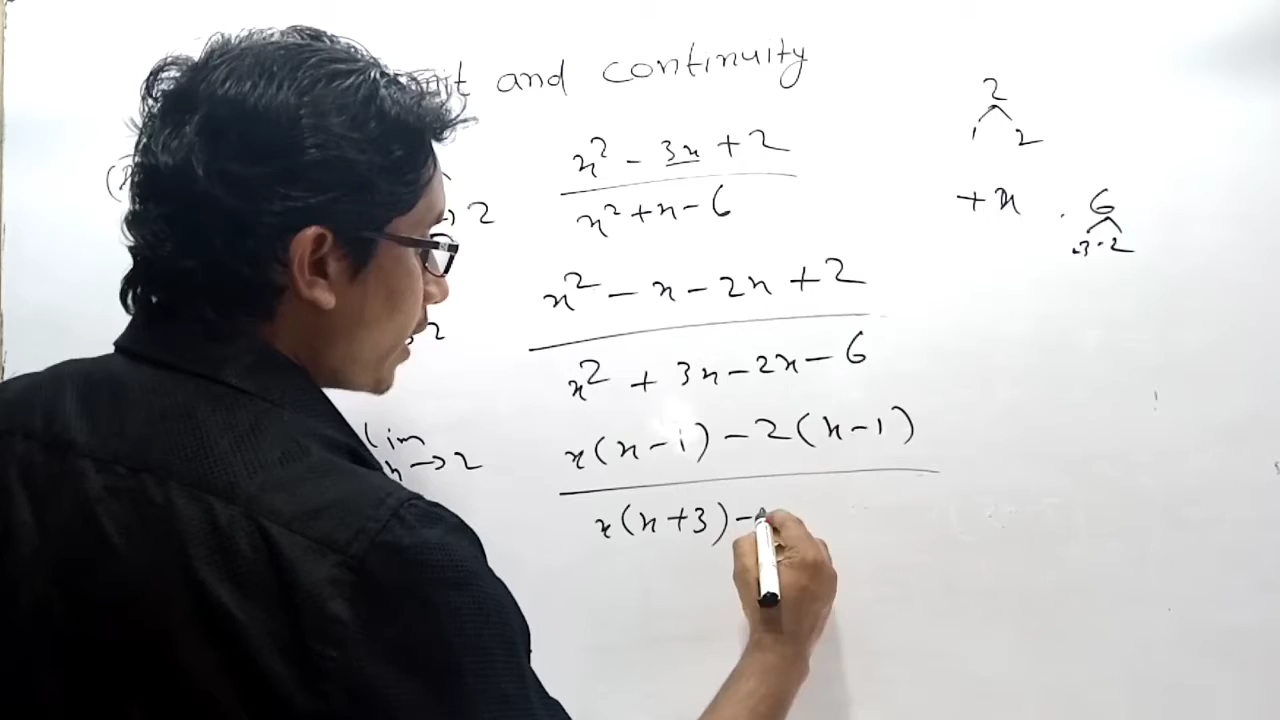 and continuity
x² - 3x + 2
x² + x - 6
→ 2
2
1 2
+ x
6
3 · 2
x² - x - 2x + 2
x² + 3x - 2x - 6
2
lim
x → 2
x(x - 1) - 2(x - 1)
x(x + 3) -